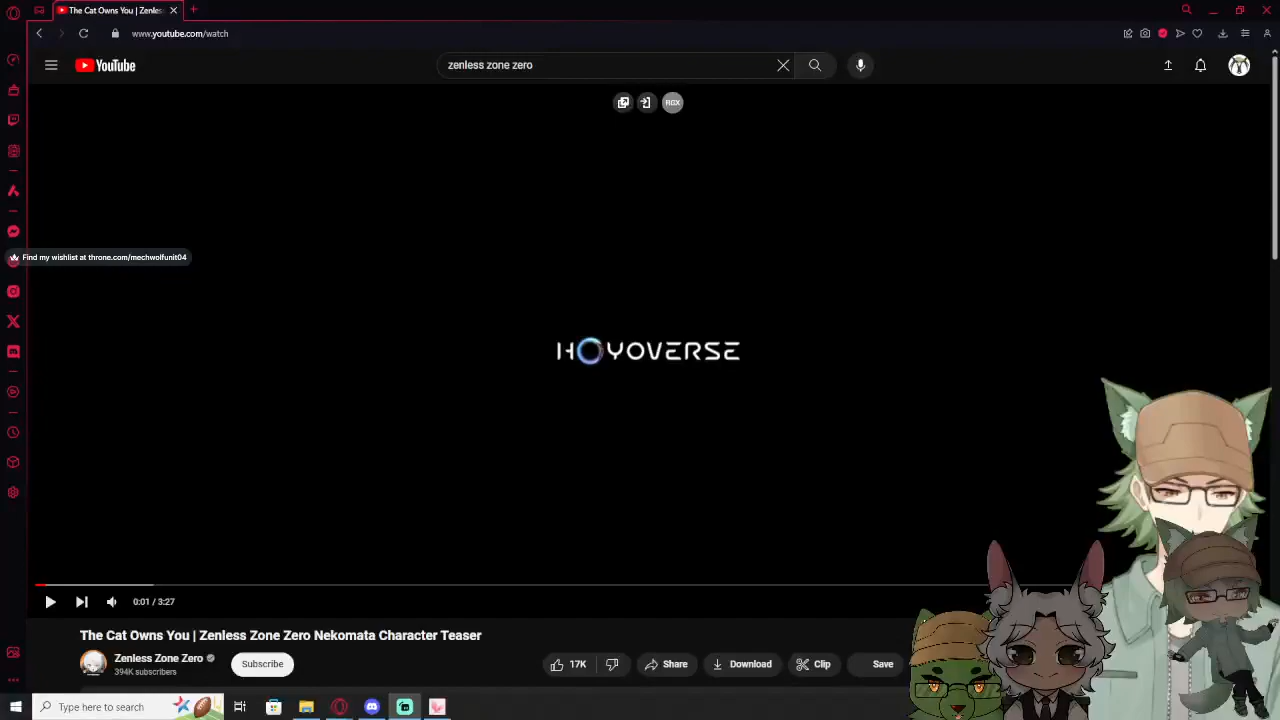 The Cat Owns You | Zenles
www.youtube.com/watch
YouTube
zenless zone zero
RGX
Find my wishlist at throne.com/mechwolfunit04
HOYOVERSE
0:01 / 3:27
The Cat Owns You | Zenless Zone Zero Nekomata Character Teaser
Zenless Zone Zero
394K subscribers
Subscribe
17K
Share
Download
Clip
Save
Type here to search